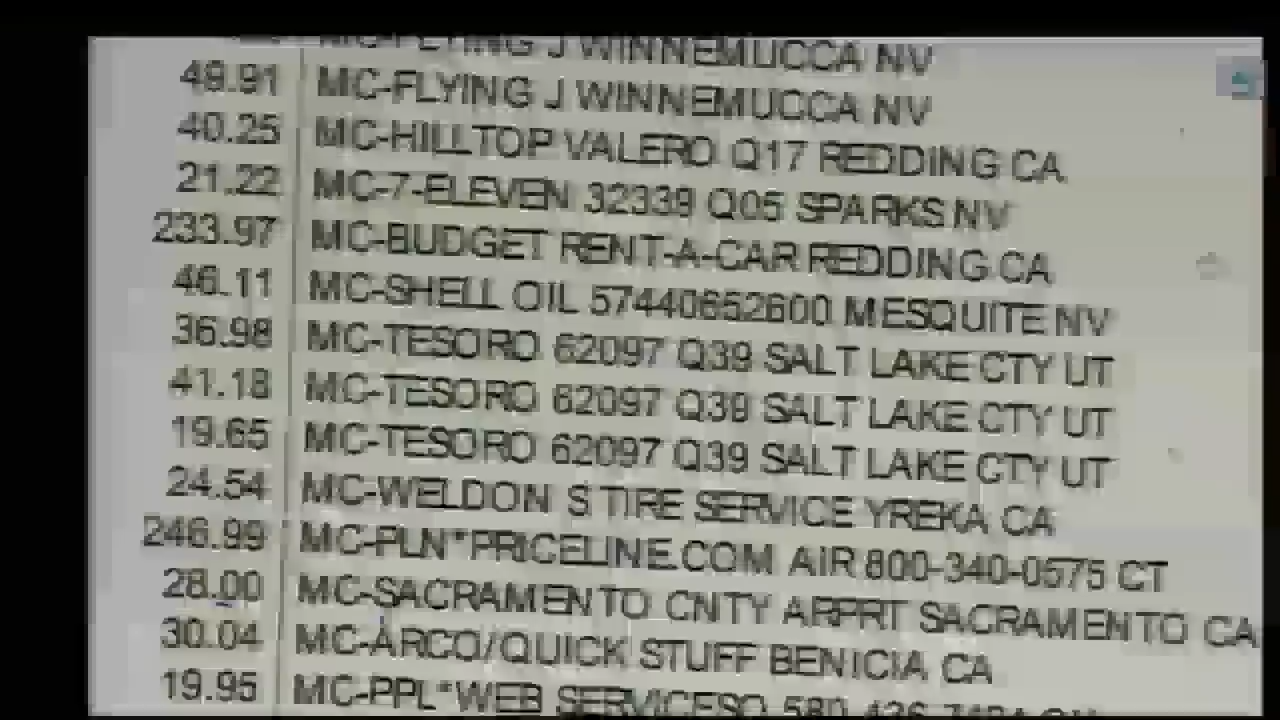 MC-FLYING J WINNEMUCCA NV
49.91 MC-FLYING J WINNEMUCCA NV
40.25 MC-HILLTOP VALERO Q17 REDDING CA
21.22 MC-7-ELEVEN 32339 Q05 SPARKS NV
233.97 MC-BUDGET RENT-A-CAR REDDING CA
46.11 MC-SHELL OIL 57440652600 MESQUITE NV
36.98 MC-TESORO 62097 Q39 SALT LAKE CTY UT
41.18 MC-TESORO 62097 Q39 SALT LAKE CTY UT
19.65 MC-TESORO 62097 Q39 SALT LAKE CTY UT
24.54 MC-WELDON S TIRE SERVICE YREKA CA
246.99 MC-PLN*PRICELINE.COM AIR 800-340-0575 CT
28.00 MC-SACRAMENTO CNTY ARPRT SACRAMENTO CA
30.04 MC-ARCO/QUICK STUFF BENICIA CA
19.95 MC-PPL*WEB